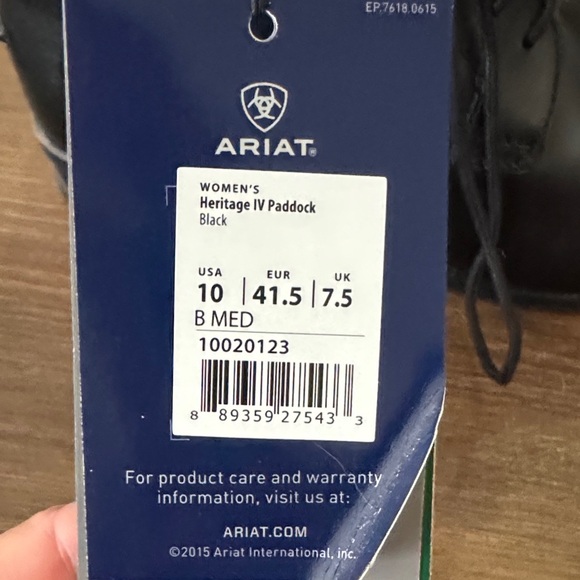 EP.7618.0615
ARIAT®
WOMEN'S
Heritage IV Paddock
Black
USA EUR UK
10 | 41.5 | 7.5
B MED
10020123
8 89359 27543 3
For product care and warranty
information, visit us at:
ARIAT.COM
©2015 Ariat International, inc.